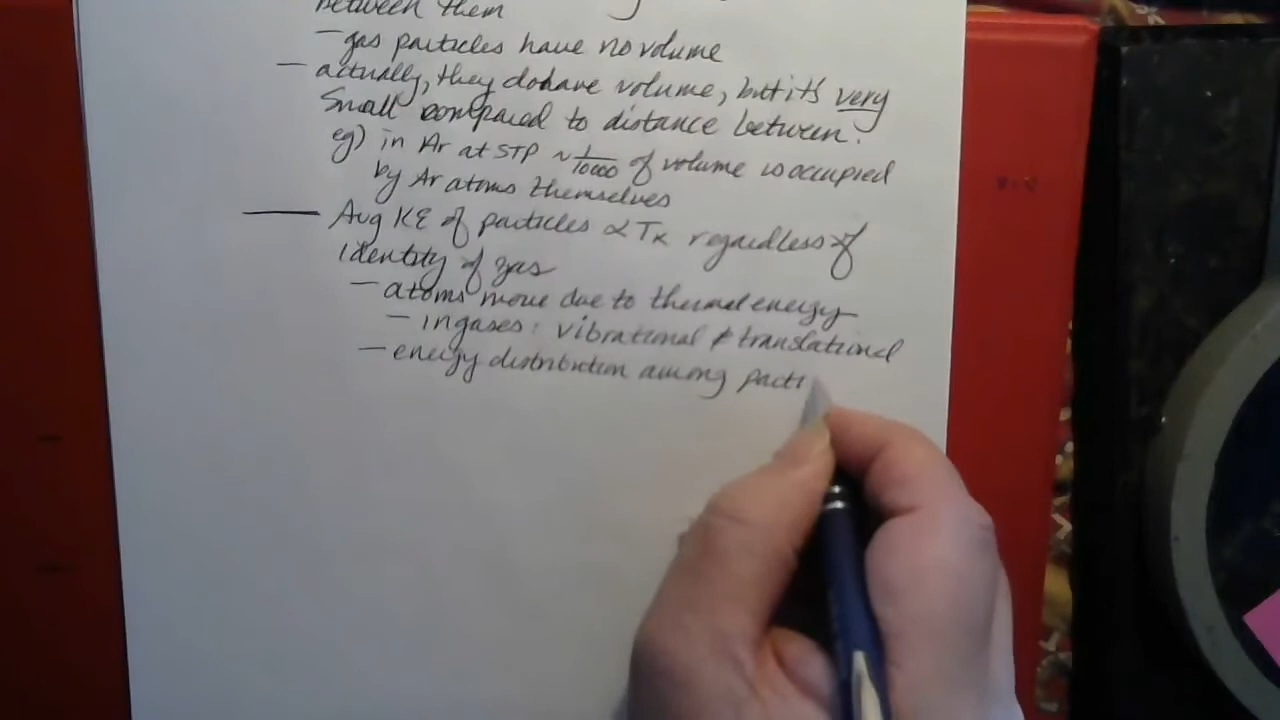 between them
- gas particles have no volume
- actually, they do have volume, but it's very
small compared to distance between.
eg) in Ar at STP ~ 1/10000 of volume is occupied
by Ar atoms themselves
— Avg KE of particles ∝ TK regardless of
identity of gas
- atoms move due to thermal energy
- in gases: vibrational & translational
- energy distribution among parti